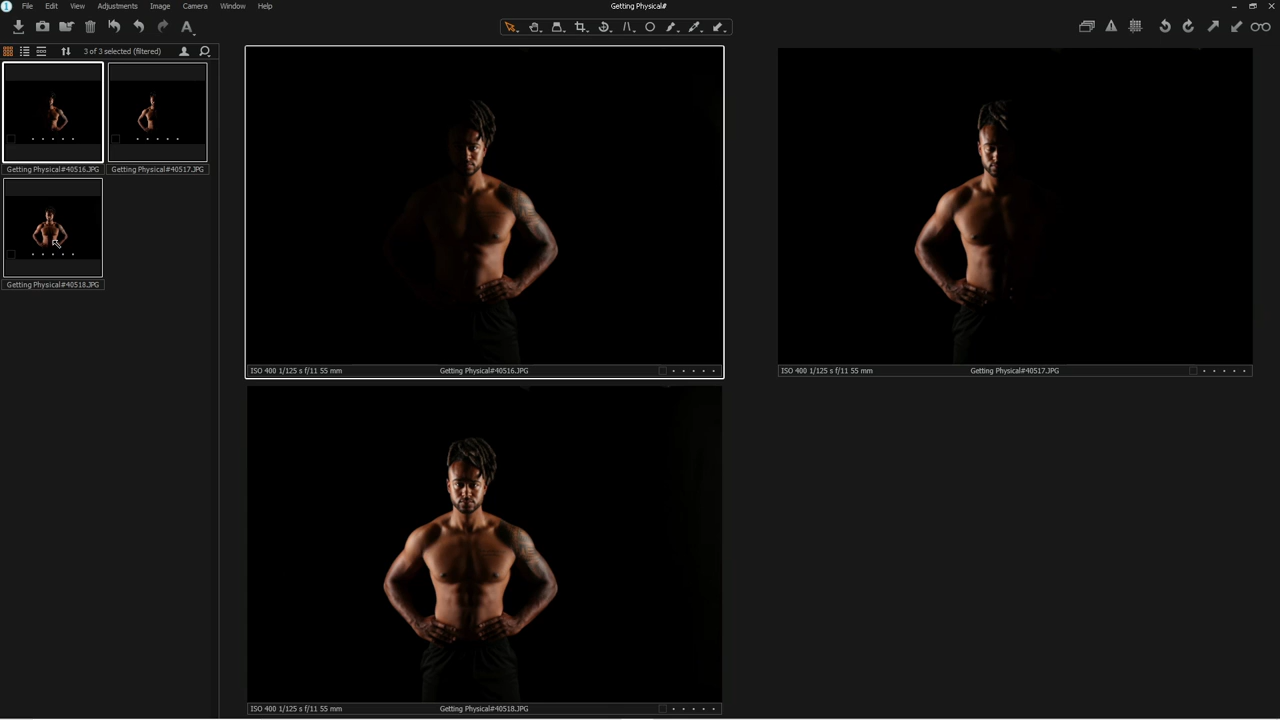 File Edit View Adjustments Image Camera Window Help
Getting Physical#
A
3 of 3 selected (filtered)
Getting Physical#40516.JPG
Getting Physical#40517.JPG
Getting Physical#40518.JPG
ISO 400 1/125 s f/11 55 mm Getting Physical#40516.JPG
ISO 400 1/125 s f/11 55 mm Getting Physical#40517.JPG
ISO 400 1/125 s f/11 55 mm Getting Physical#40518.JPG